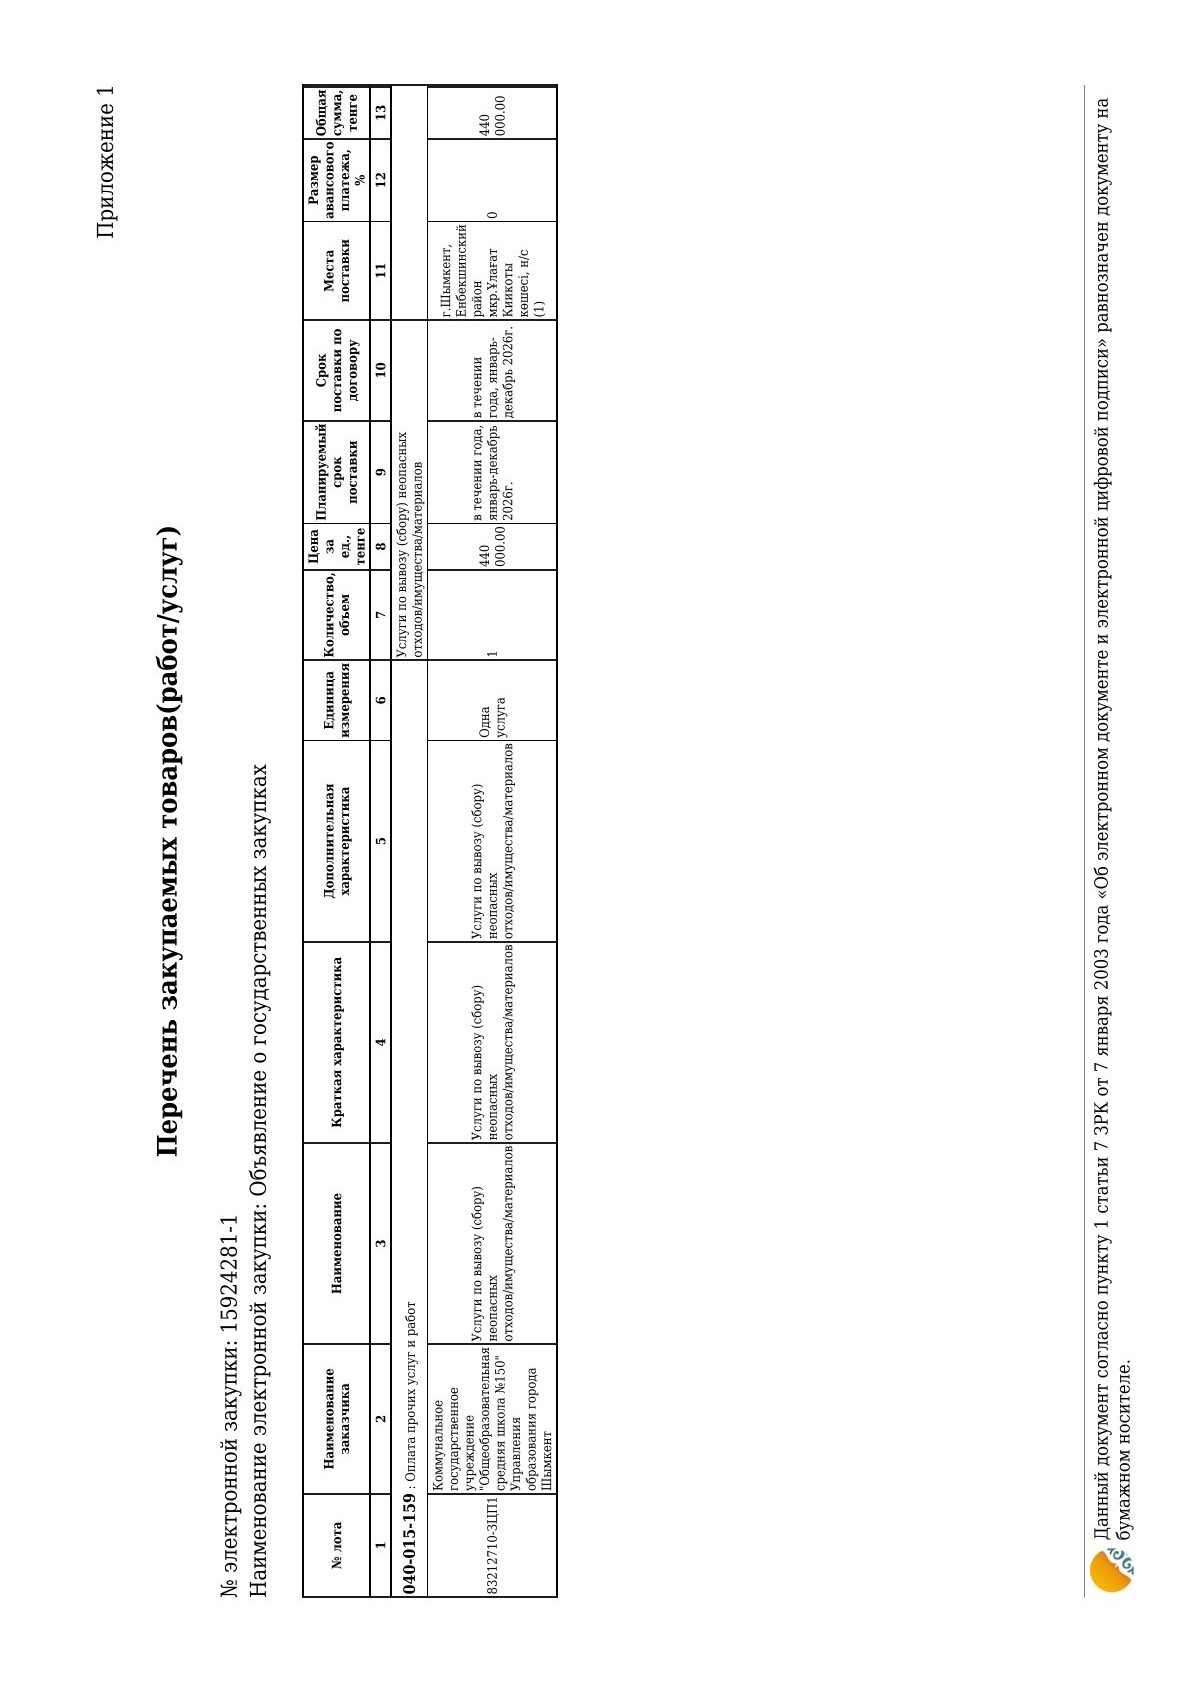 Приложение 1
Перечень закупаемых товаров(работ/услуг)
№ электронной закупки: 15924281-1
Наименование электронной закупки: Объявление о государственных закупках
№ лота
Наименование
заказчика
Наименование
Краткая характеристика
Дополнительная
характеристика
Единица
измерения
Количество,
объем
Цена
за
ед.,
тенге
Планируемый
срок
поставки
Срок
поставки по
договору
Места
поставки
Размер
авансового
платежа,
%
Общая
сумма,
тенге
1
2
3
4
5
6
7
8
9
10
11
12
13
040-015-159 : Оплата прочих услуг и работ
Услуги по вывозу (сбору) неопасных
отходов/имущества/материалов
83212710-ЗЦП1
Коммунальное
государственное
учреждение
"Общеобразовательная
средняя школа №150"
Управления
образования города
Шымкент
Услуги по вывозу (сбору)
неопасных
отходов/имущества/материалов
Услуги по вывозу (сбору)
неопасных
отходов/имущества/материалов
Услуги по вывозу (сбору)
неопасных
отходов/имущества/материалов
Одна
услуга
1
440
000.00
в течении года,
январь-декабрь
2026г.
в течении
года, январь-
декабрь 2026г.
г.Шымкент,
Енбекшинский
район
мкр.Ұлағат
Киикоты
көшесі, н/с
(1)
0
440
000.00
Данный документ согласно пункту 1 статьи 7 ЗРК от 7 января 2003 года «Об электронном документе и электронной цифровой подписи» равнозначен документу на
бумажном носителе.